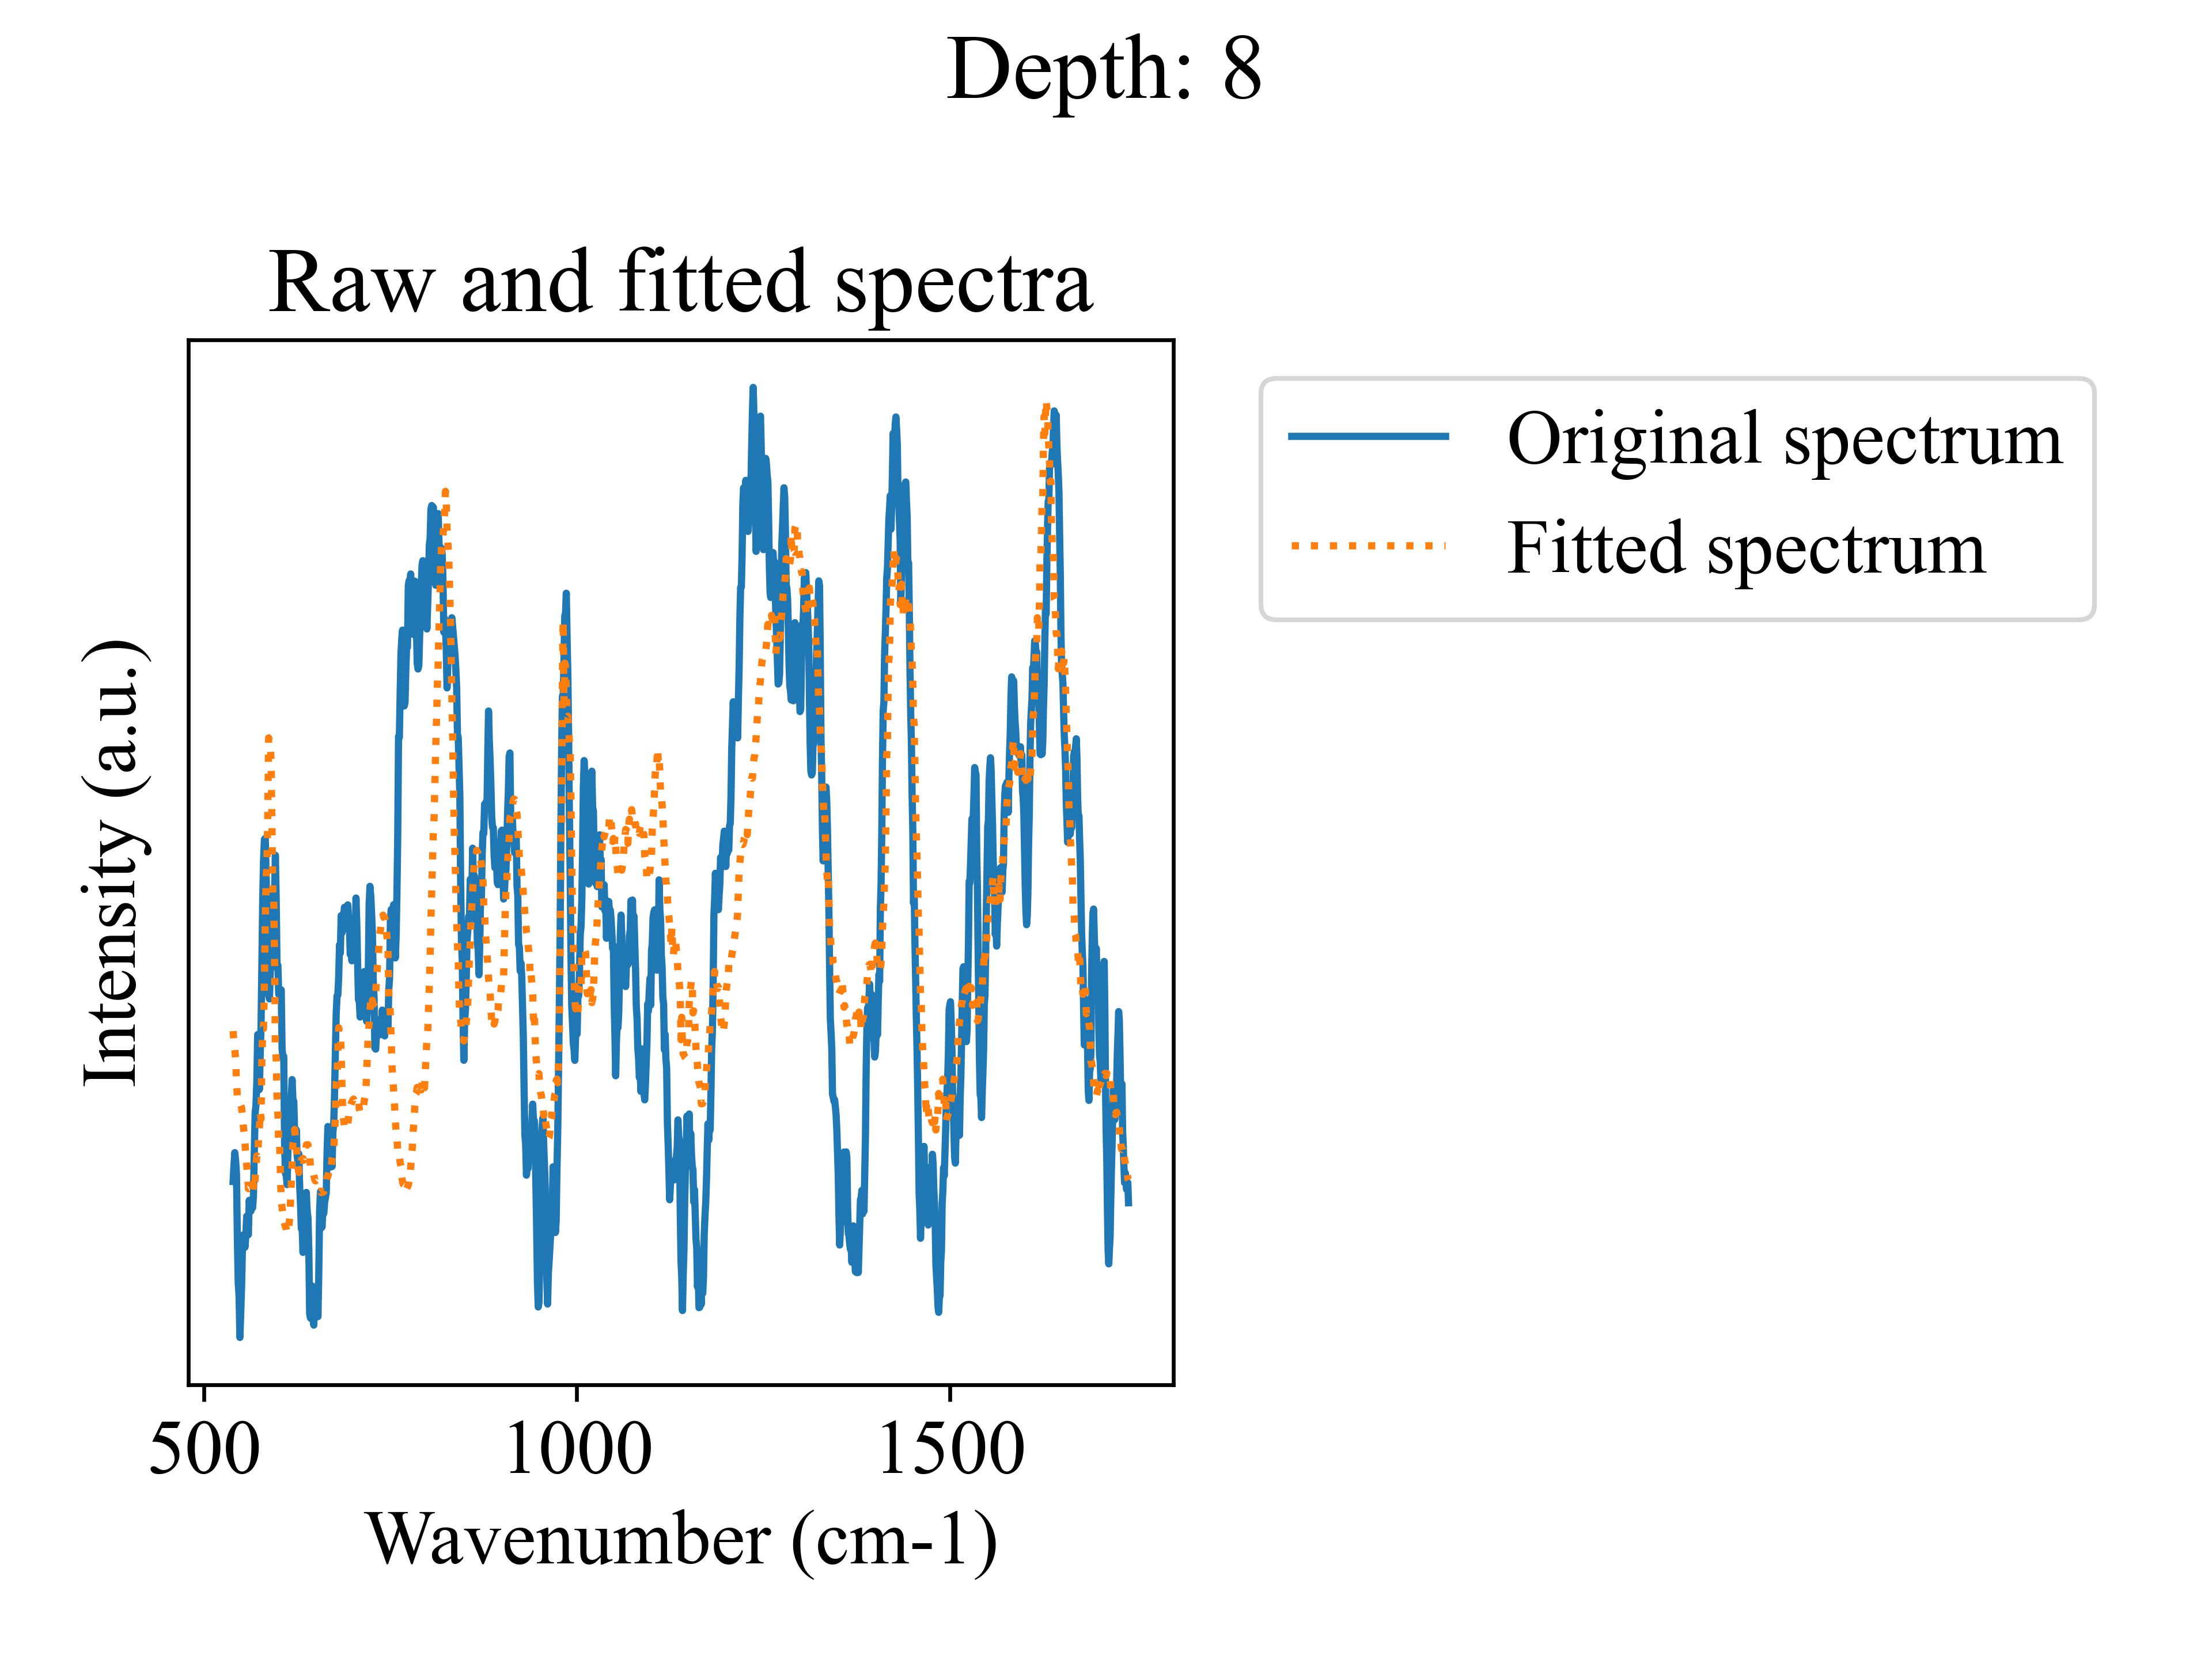 Depth: 8
Raw and fitted spectra
Original spectrum
Fitted spectrum
Intensity (a.u.)
500 1000 1500
Wavenumber (cm-1)